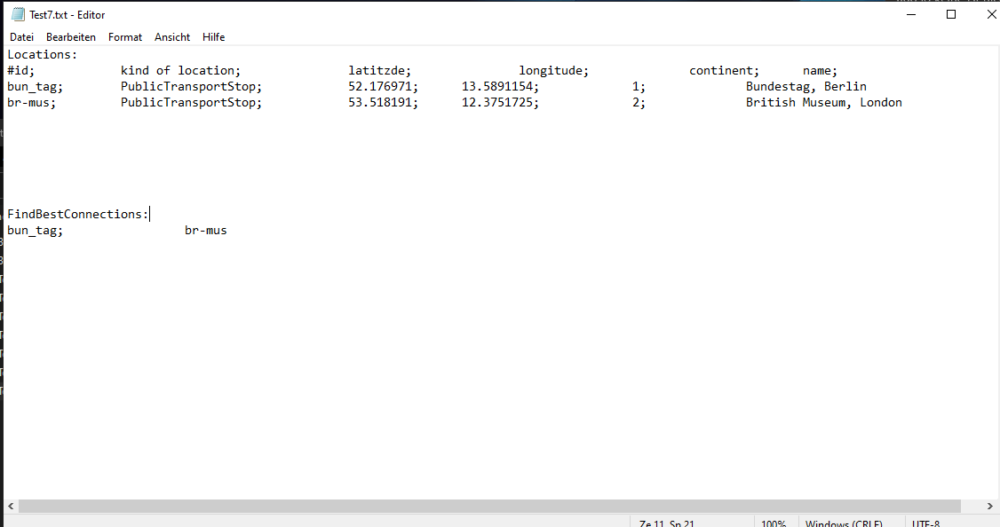 Test7.txt - Editor
Datei Bearbeiten Format Ansicht Hilfe
Locations:
#id; kind of location; latitzde; longitude; continent; name;
bun_tag; PublicTransportStop; 52.176971; 13.5891154; 1; Bundestag, Berlin
br-mus; PublicTransportStop; 53.518191; 12.3751725; 2; British Museum, London
FindBestConnections:
bun_tag; br-mus
Ze 11, Sp 21 100% Windows (CRLF) UTF-8